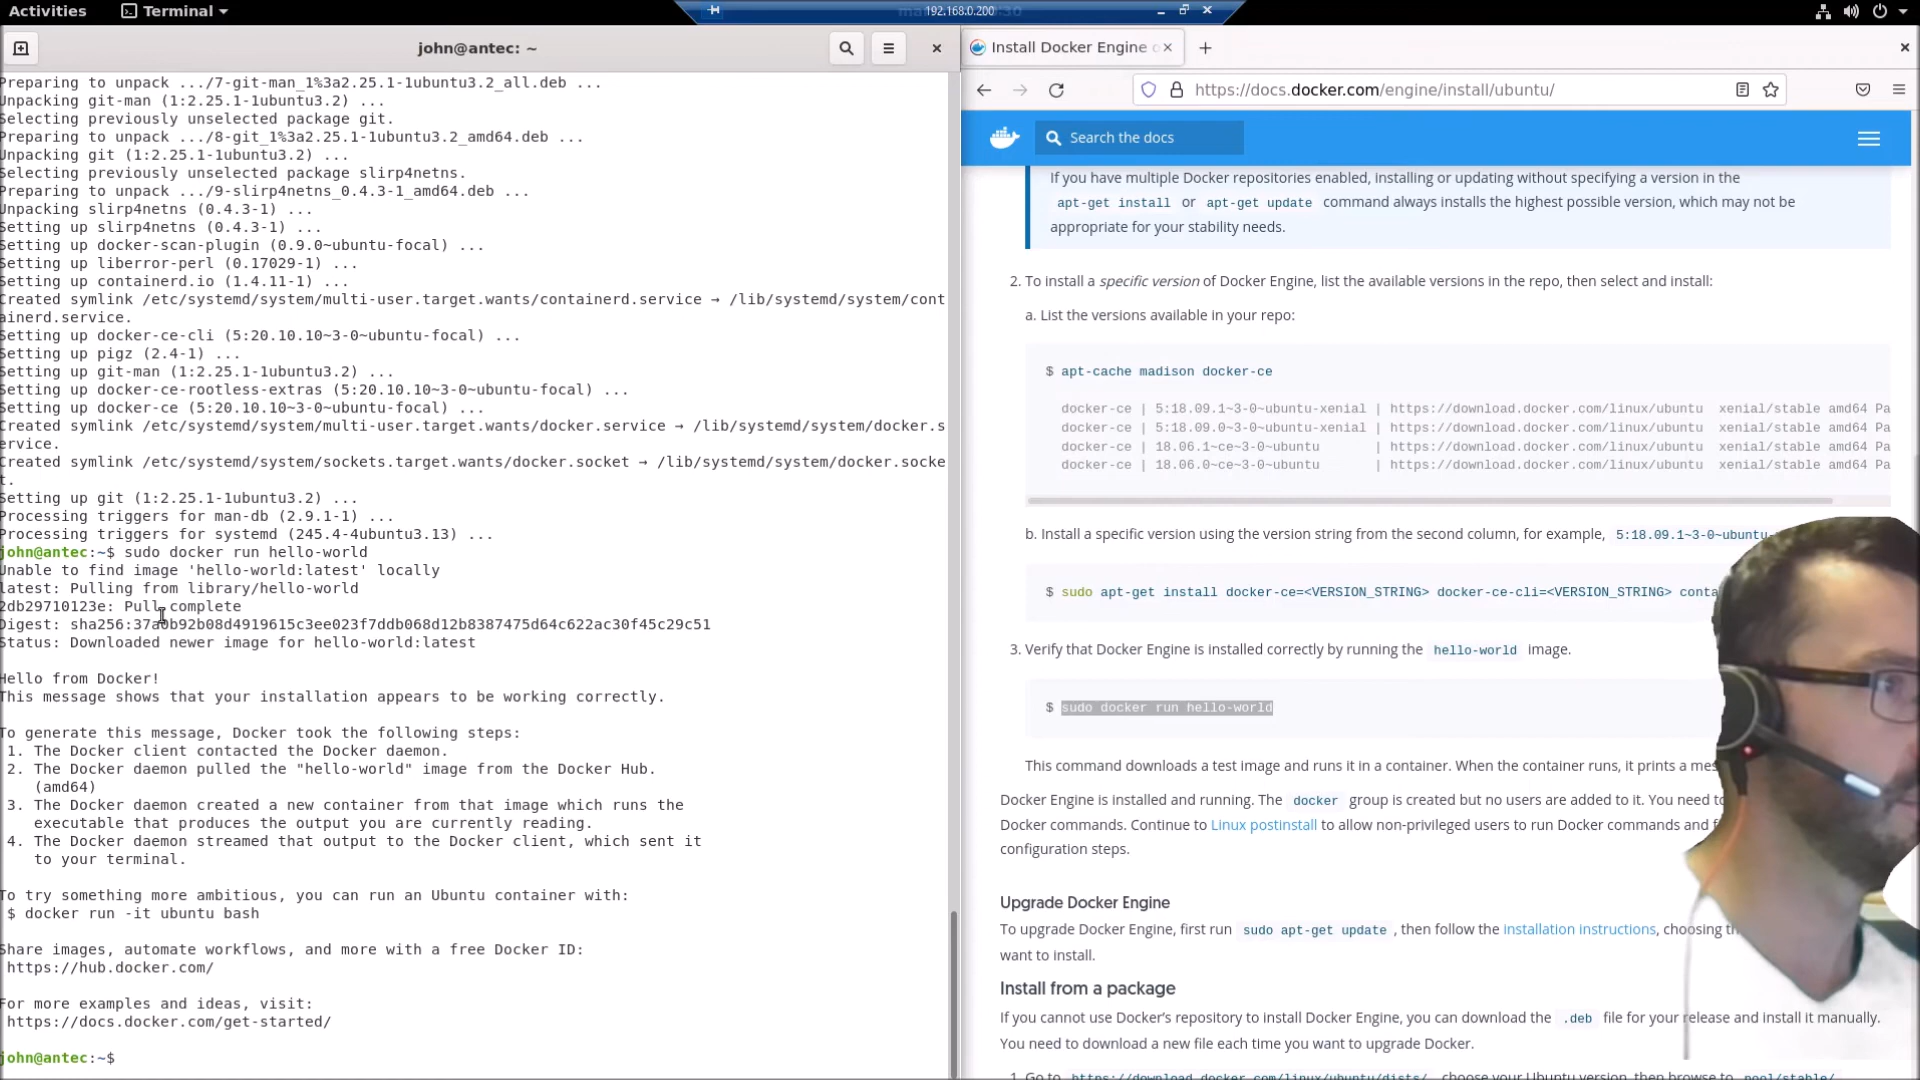 Activities
Terminal
192.168.0.200
john@antec: ~
Preparing to unpack .../7-git-man_1%3a2.25.1-1ubuntu3.2_all.deb ...
Unpacking git-man (1:2.25.1-1ubuntu3.2) ...
Selecting previously unselected package git.
Preparing to unpack .../8-git_1%3a2.25.1-1ubuntu3.2_amd64.deb ...
Unpacking git (1:2.25.1-1ubuntu3.2) ...
Selecting previously unselected package slirp4netns.
Preparing to unpack .../9-slirp4netns_0.4.3-1_amd64.deb ...
Unpacking slirp4netns (0.4.3-1) ...
Setting up slirp4netns (0.4.3-1) ...
Setting up docker-scan-plugin (0.9.0~ubuntu-focal) ...
Setting up liberror-perl (0.17029-1) ...
Setting up containerd.io (1.4.11-1) ...
Created symlink /etc/systemd/system/multi-user.target.wants/containerd.service → /lib/systemd/system/cont
ainerd.service.
Setting up docker-ce-cli (5:20.10.10~3-0~ubuntu-focal) ...
Setting up pigz (2.4-1) ...
Setting up git-man (1:2.25.1-1ubuntu3.2) ...
Setting up docker-ce-rootless-extras (5:20.10.10~3-0~ubuntu-focal) ...
Setting up docker-ce (5:20.10.10~3-0~ubuntu-focal) ...
Created symlink /etc/systemd/system/multi-user.target.wants/docker.service → /lib/systemd/system/docker.s
ervice.
Created symlink /etc/systemd/system/sockets.target.wants/docker.socket → /lib/systemd/system/docker.socke
t.
Setting up git (1:2.25.1-1ubuntu3.2) ...
Processing triggers for man-db (2.9.1-1) ...
Processing triggers for systemd (245.4-4ubuntu3.13) ...
john@antec:~$ sudo docker run hello-world
Unable to find image 'hello-world:latest' locally
latest: Pulling from library/hello-world
2db29710123e: Pull complete
Digest: sha256:37a0b92b08d4919615c3ee023f7ddb068d12b8387475d64c622ac30f45c29c51
Status: Downloaded newer image for hello-world:latest
Hello from Docker!
This message shows that your installation appears to be working correctly.
To generate this message, Docker took the following steps:
1. The Docker client contacted the Docker daemon.
2. The Docker daemon pulled the "hello-world" image from the Docker Hub.
(amd64)
3. The Docker daemon created a new container from that image which runs the
executable that produces the output you are currently reading.
4. The Docker daemon streamed that output to the Docker client, which sent it
to your terminal.
To try something more ambitious, you can run an Ubuntu container with:
$ docker run -it ubuntu bash
Share images, automate workflows, and more with a free Docker ID:
https://hub.docker.com/
For more examples and ideas, visit:
https://docs.docker.com/get-started/
john@antec:~$
Install Docker Engine
https://docs.docker.com/engine/install/ubuntu/
Search the docs
If you have multiple Docker repositories enabled, installing or updating without specifying a version in the
apt-get install or apt-get update command always installs the highest possible version, which may not be
appropriate for your stability needs.
2. To install a specific version of Docker Engine, list the available versions in the repo, then select and install:
a. List the versions available in your repo:
$ apt-cache madison docker-ce
docker-ce | 5:18.09.1~3-0~ubuntu-xenial | https://download.docker.com/linux/ubuntu xenial/stable amd64 Pa
docker-ce | 5:18.09.0~3-0~ubuntu-xenial | https://download.docker.com/linux/ubuntu xenial/stable amd64 Pa
docker-ce | 18.06.1~ce~3-0~ubuntu | https://download.docker.com/linux/ubuntu xenial/stable amd64 Pa
docker-ce | 18.06.0~ce~3-0~ubuntu | https://download.docker.com/linux/ubuntu xenial/stable amd64 Pa
b. Install a specific version using the version string from the second column, for example, 5:18.09.1~3-0~ubuntu-
$ sudo apt-get install docker-ce=<VERSION_STRING> docker-ce-cli=<VERSION_STRING> conta
3. Verify that Docker Engine is installed correctly by running the hello-world image.
$ sudo docker run hello-world
This command downloads a test image and runs it in a container. When the container runs, it prints a mes
Docker Engine is installed and running. The docker group is created but no users are added to it. You need to
Docker commands. Continue to Linux postinstall to allow non-privileged users to run Docker commands and f
configuration steps.
Upgrade Docker Engine
To upgrade Docker Engine, first run sudo apt-get update , then follow the installation instructions, choosing th
want to install.
Install from a package
If you cannot use Docker's repository to install Docker Engine, you can download the .deb file for your release and install it manually.
You need to download a new file each time you want to upgrade Docker.
1. Go to https://download.docker.com/linux/ubuntu/dists/ , choose your Ubuntu version, then browse to pool/stable/